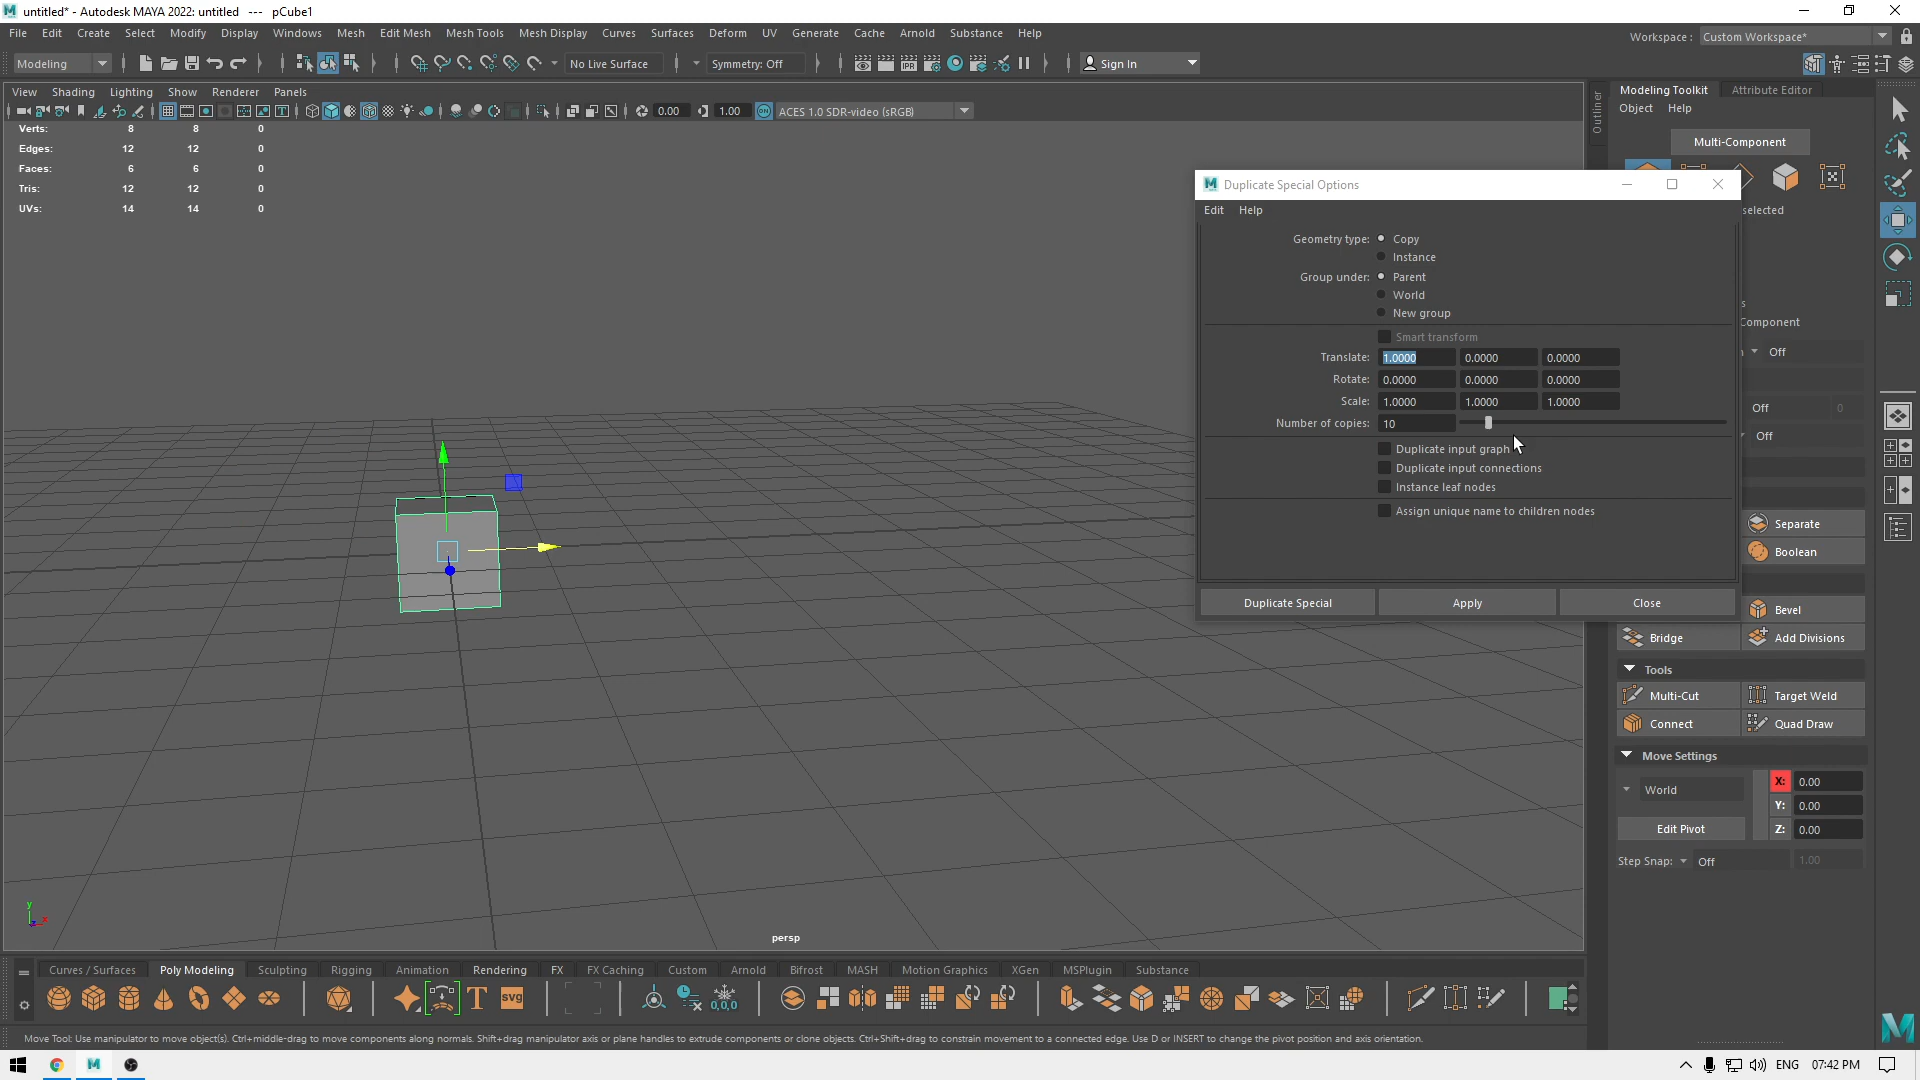 untitled* - Autodesk MAYA 2022: untitled --- pCube1
File Edit Create Select Modify Display Windows Mesh Edit Mesh Mesh Tools Mesh Display Curves Surfaces Deform UV Generate Cache Arnold Substance Help
Workspace : Custom Workspace*
Modeling No Live Surface Symmetry: Off Sign In
View Shading Lighting Show Renderer Panels
0.00 1.00 ACES 1.0 SDR-video (sRGB)
Verts: 8 8 0
Edges: 12 12 0
Faces: 6 6 0
Tris: 12 12 0
UVs: 14 14 0
Outliner
Modeling Toolkit Attribute Editor
Object Help
Multi-Component
selected
Duplicate Special Options
Edit Help
Geometry type: Copy
Instance
Group under: Parent
World
New group
Smart transform
Translate: 1.0000 0.0000 0.0000
Rotate: 0.0000 0.0000 0.0000
Scale: 1.0000 1.0000 1.0000
Number of copies: 10
Duplicate input graph
Duplicate input connections
Instance leaf nodes
Assign unique name to children nodes
Duplicate Special Apply Close
Component
Off
Off 0
Off
Separate
Boolean
Bevel
Bridge Add Divisions
Tools
Multi-Cut Target Weld
Connect Quad Draw
Move Settings
World X: 0.00
Y: 0.00
Edit Pivot Z: 0.00
Step Snap: Off 1.00
y
x
persp
Curves / Surfaces Poly Modeling Sculpting Rigging Animation Rendering FX FX Caching Custom Arnold Bifrost MASH Motion Graphics XGen MSPlugin Substance
T svg 0,0,0
Move Tool: Use manipulator to move object(s). Ctrl+middle-drag to move components along normals. Shift+drag manipulator axis or plane handles to extrude components or clone objects. Ctrl+Shift+drag to constrain movement to a connected edge. Use D or INSERT to change the pivot position and axis orientation.
ENG 07:42 PM